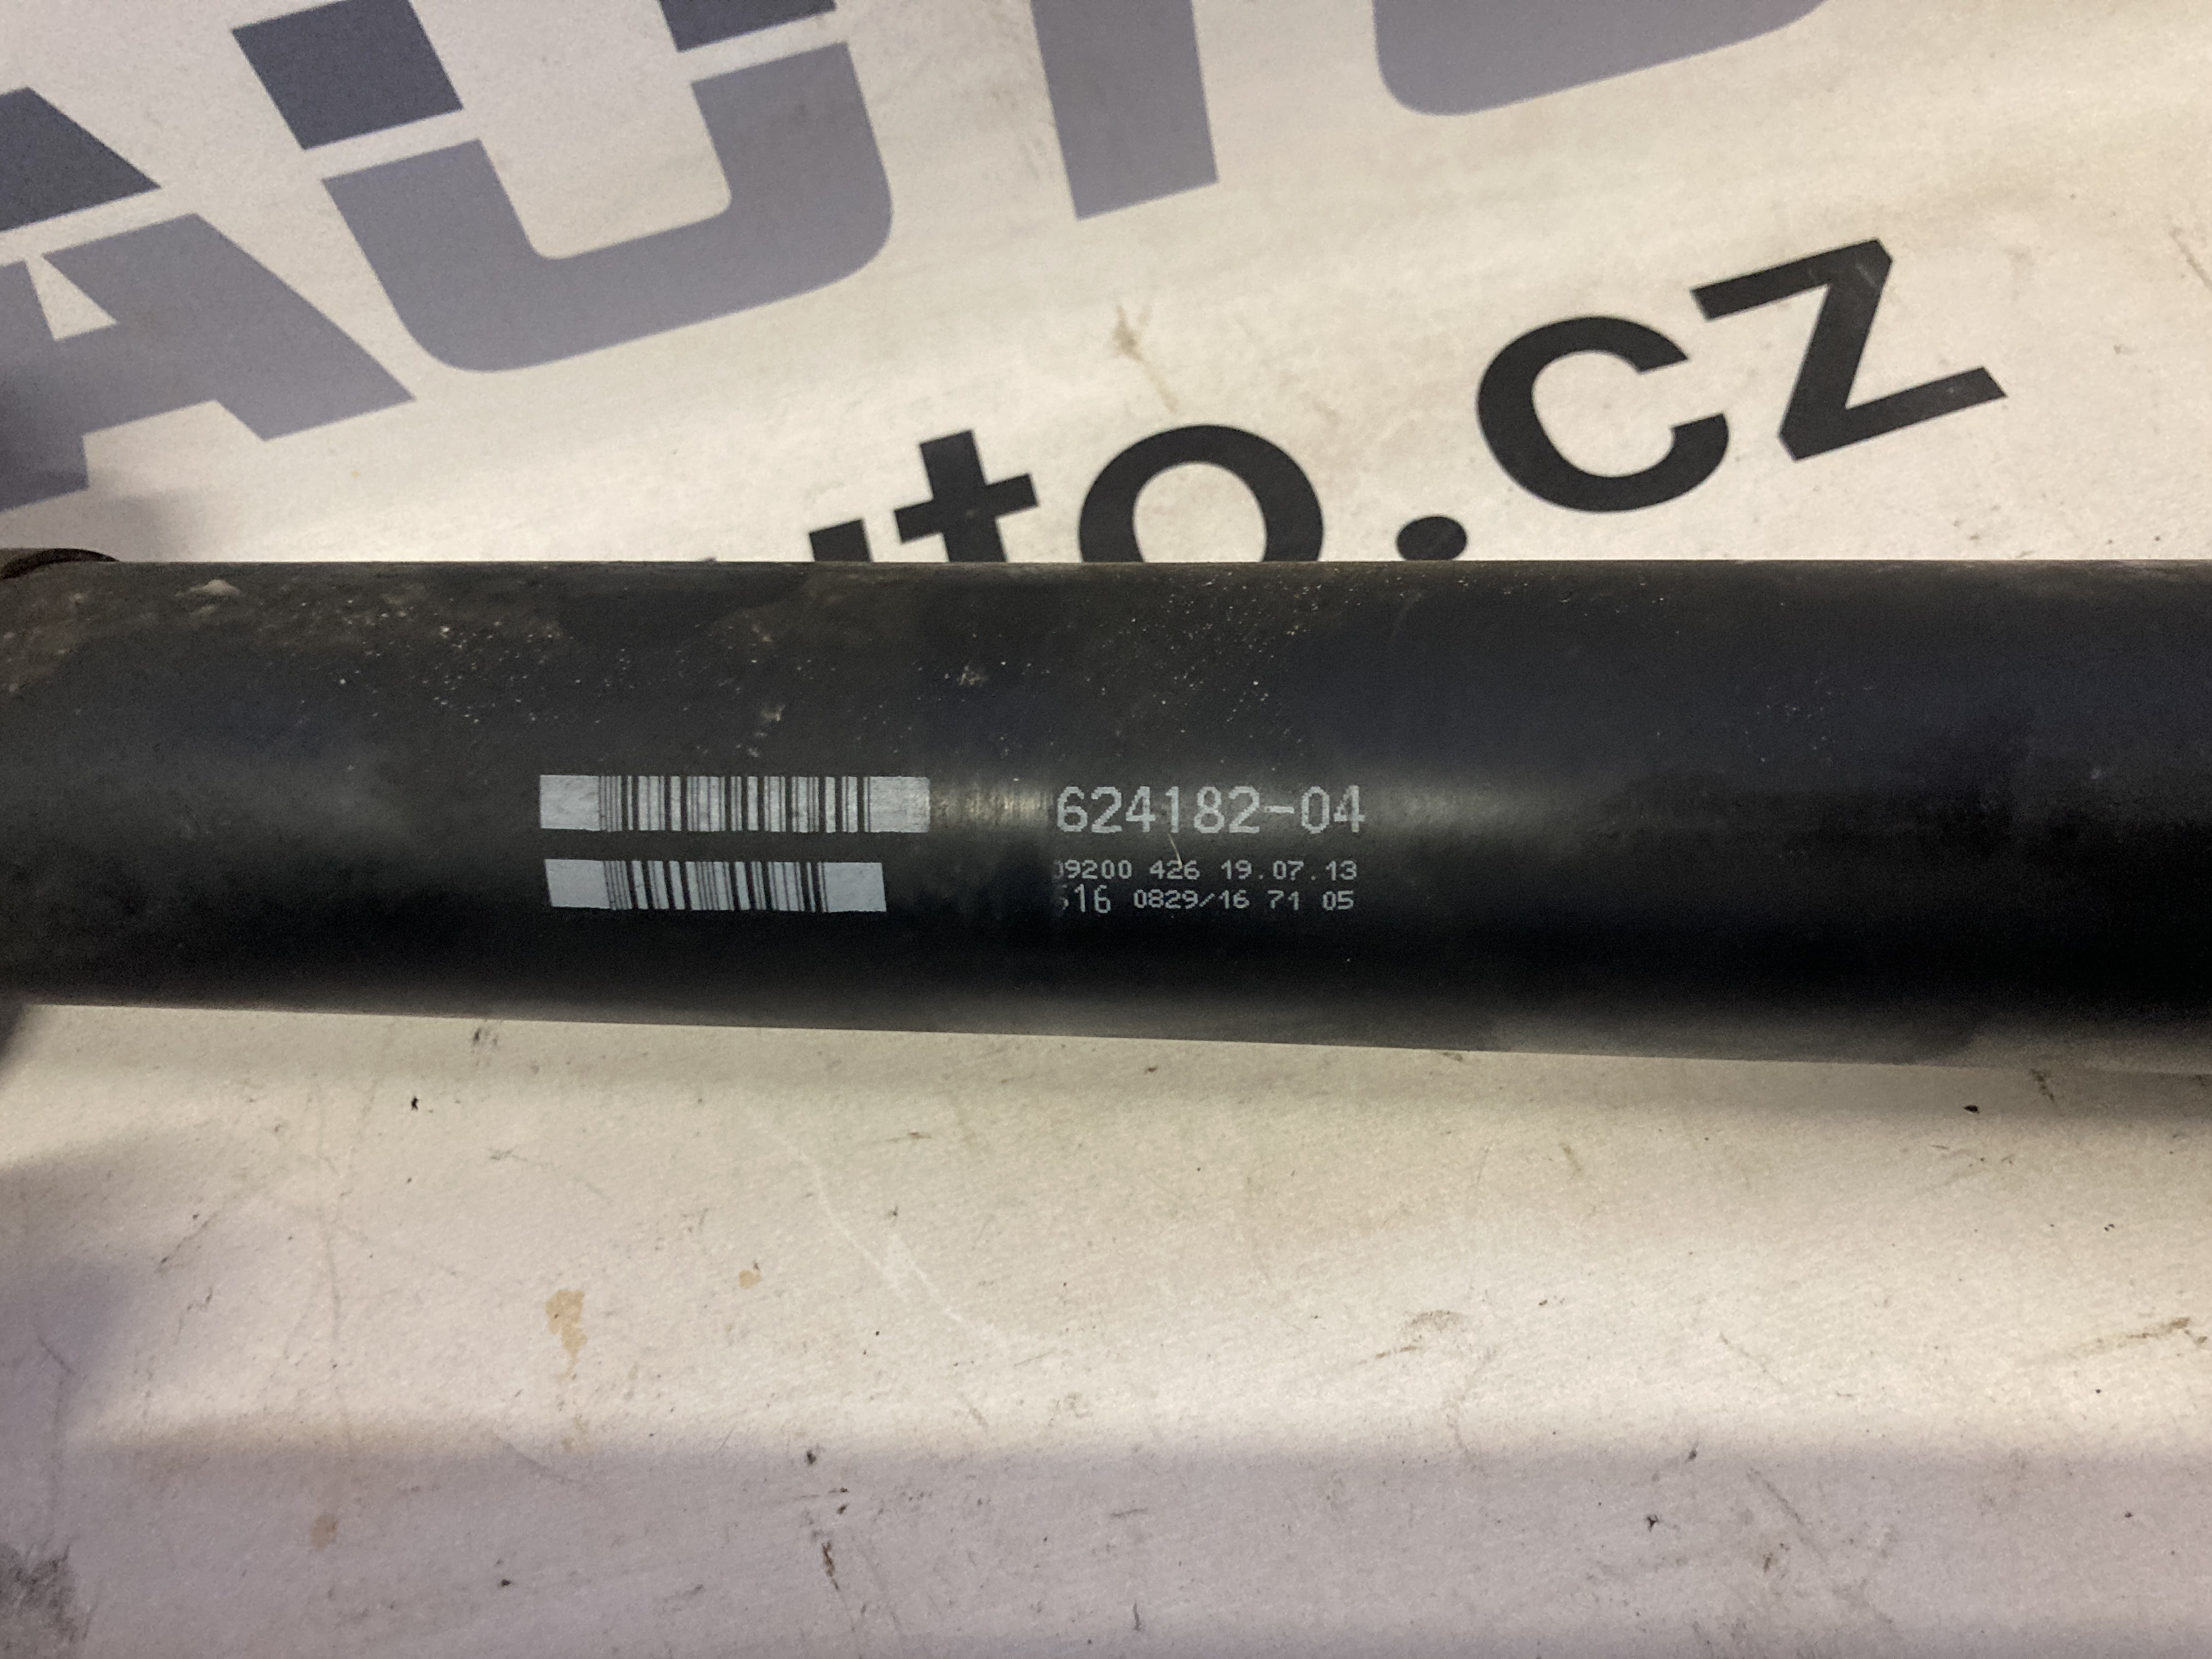 AUTO
uto.cz
624182-04
09200 426 19.07.13
516 0829/16 71 05